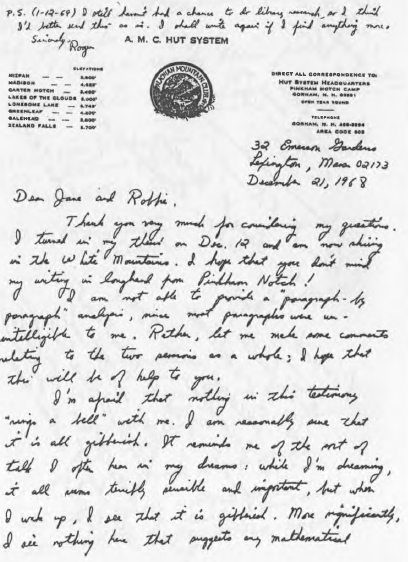 P.S. (1-12-69) I still haven't had a chance to do library research, so I think
I'd better send this as is. I shall write again if I find anything more.
Sincerely,
Roger
A. M. C. HUT SYSTEM
ELEVATIONS
MIZPAH — — 3,800'
MADISON — — 4,825'
CARTER NOTCH — 3,450'
LAKES OF THE CLOUDS 5,000'
LONESOME LAKE — 2,743'
GREENLEAF — — 4,200'
GALEHEAD — — 3,800'
ZEALAND FALLS — 2,700'
APPALACHIAN MOUNTAIN CLUB
DIRECT ALL CORRESPONDENCE TO:
HUT SYSTEM HEADQUARTERS
PINKHAM NOTCH CAMP
GORHAM, N. H. 03581
OPEN YEAR ROUND
TELEPHONE
GORHAM, N. H.
AREA CODE 603
32 Emerson Gardens
Lexington, Mass. 02173
December 21, 1968
Dear Jane and Robbi,
Thank you very much for considering my questions.
I turned in my thesis on Dec. 12 and am now skiing
in the White Mountains. I hope that you don't mind
my writing in longhand from Pinkham Notch!
I am not able to provide a "paragraph-by
paragraph" analysis, since most paragraphs were un-
intelligible to me. Rather, let me make some comments
relating to the two sessions as a whole; I hope that
this will be of help to you.
I'm afraid that nothing in this testimony
"rings a bell" with me. I am reasonably sure that
it is all gibberish. It reminds me of the sort of
talk I often hear in my dreams: while I'm dreaming,
it all seems terribly sensible and important, but when
I wake up, I see that it is gibberish. More significantly,
I see nothing here that suggests any mathematical